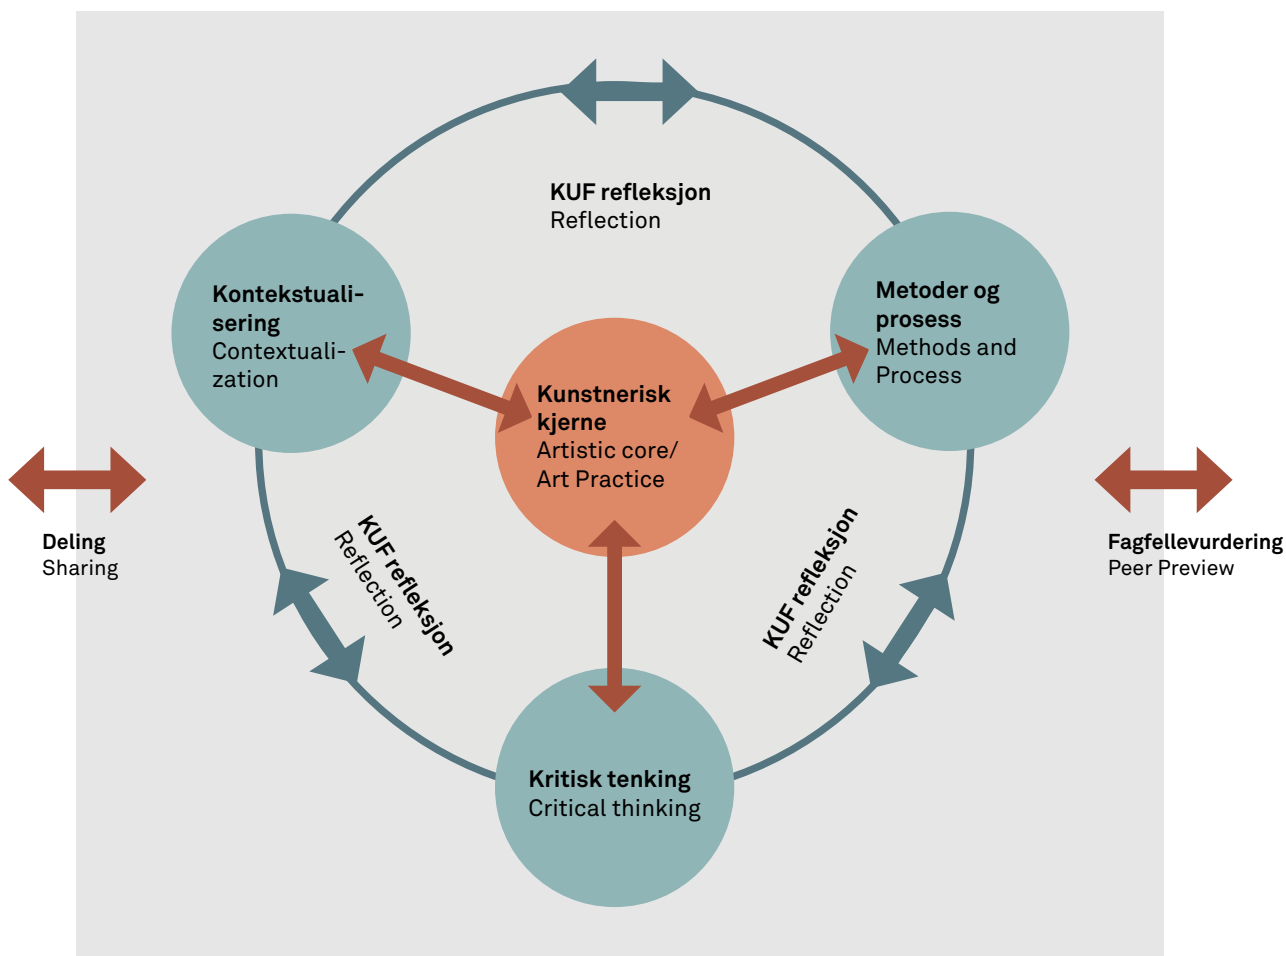 KUF refleksjon
Reflection
Kontekstuali-
sering
Contextuali-
zation
Metoder og
prosess
Methods and
Process
Kunstnerisk
kjerne
Artistic core/
Art Practice
Deling
Sharing
KUF refleksjon
Reflection
KUF refleksjon
Reflection
Fagfellevurdering
Peer Preview
Kritisk tenking
Critical thinking